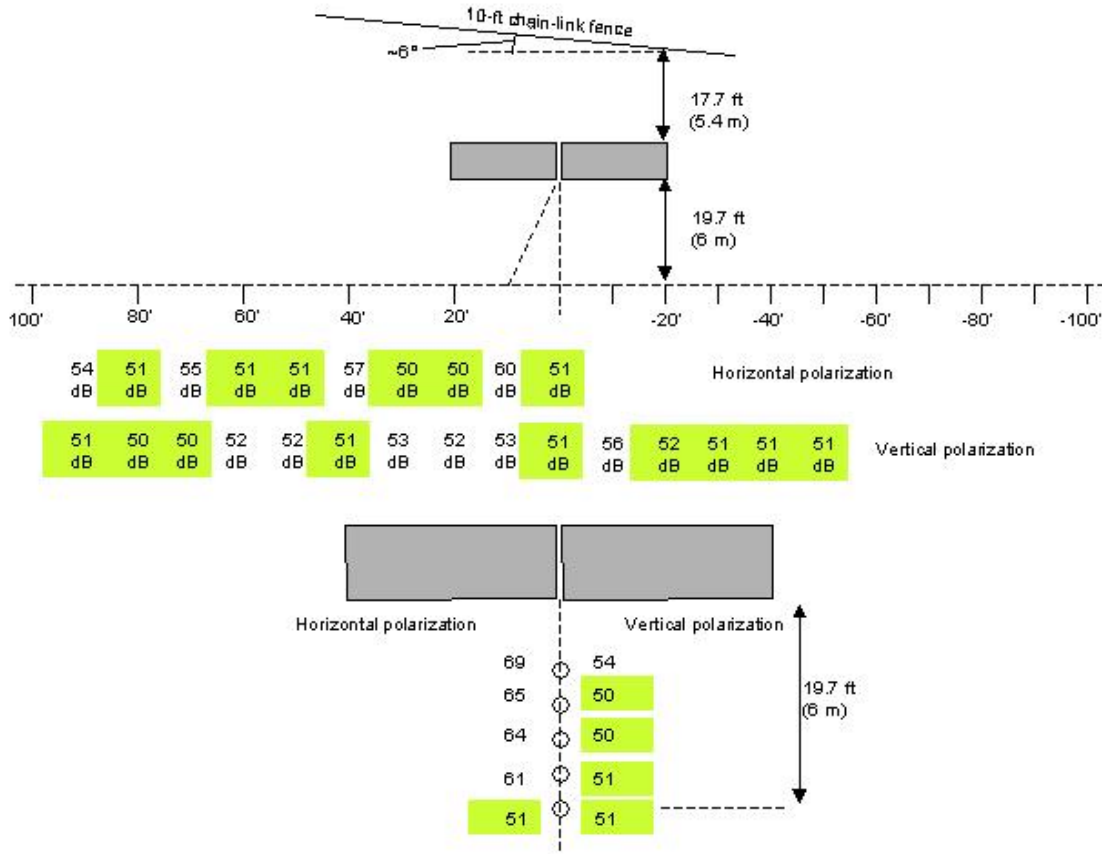 10-ft chain-link fence
~6°
17.7 ft
(5.4 m)
19.7 ft
(6 m)
100' 80' 60' 40' 20' -20' -40' -60' -80' -100'
54 51 55 51 51 57 50 50 60 51
dB dB dB dB dB dB dB dB dB dB
Horizontal polarization
51 50 50 52 52 51 53 52 53 51 56 52 51 51 51
dB dB dB dB dB dB dB dB dB dB dB dB dB dB dB
Vertical polarization
Horizontal polarization Vertical polarization
69 54
65 50
64 50
61 51
51 51
19.7 ft
(6 m)